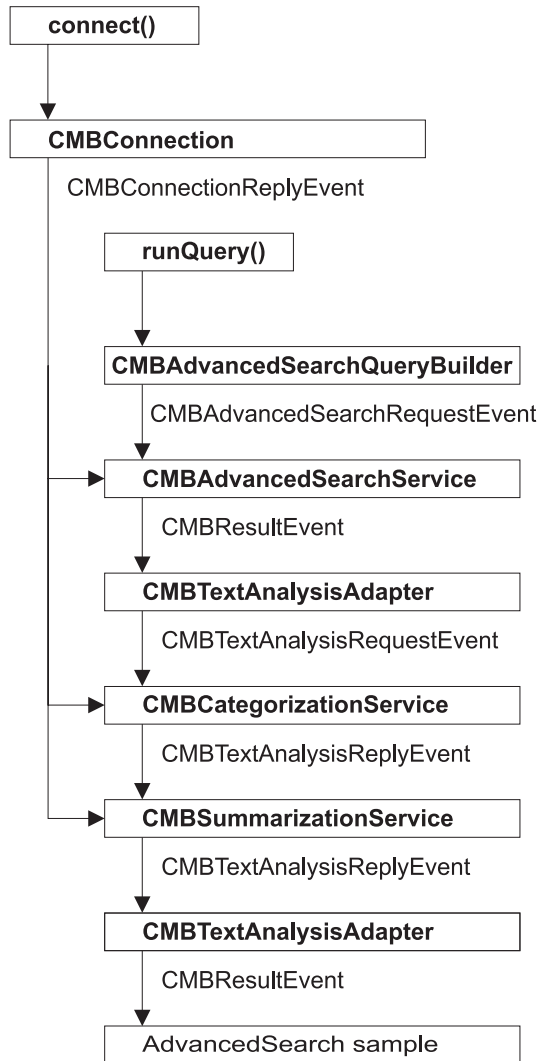 connect()
CMBConnection
CMBConnectionReplyEvent
runQuery()
CMBAdvancedSearchQueryBuilder
CMBAdvancedSearchRequestEvent
CMBAdvancedSearchService
CMBResultEvent
CMBTextAnalysisAdapter
CMBTextAnalysisRequestEvent
CMBCategorizationService
CMBTextAnalysisReplyEvent
CMBSummarizationService
CMBTextAnalysisReplyEvent
CMBTextAnalysisAdapter
CMBResultEvent
AdvancedSearch sample